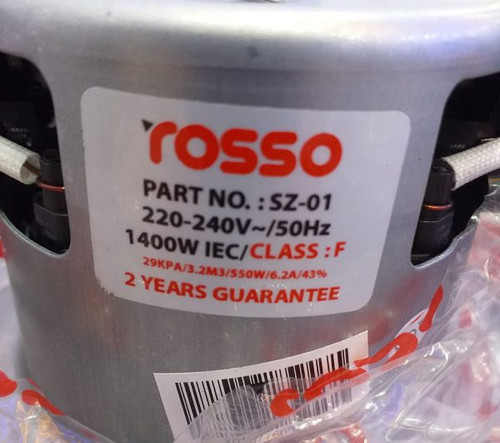 rosso
PART NO. : SZ-01
220-240V~/50Hz
1400W IEC/CLASS : F
29KPA/3.2M3/550W/6.2A/43%
2 YEARS GUARANTEE